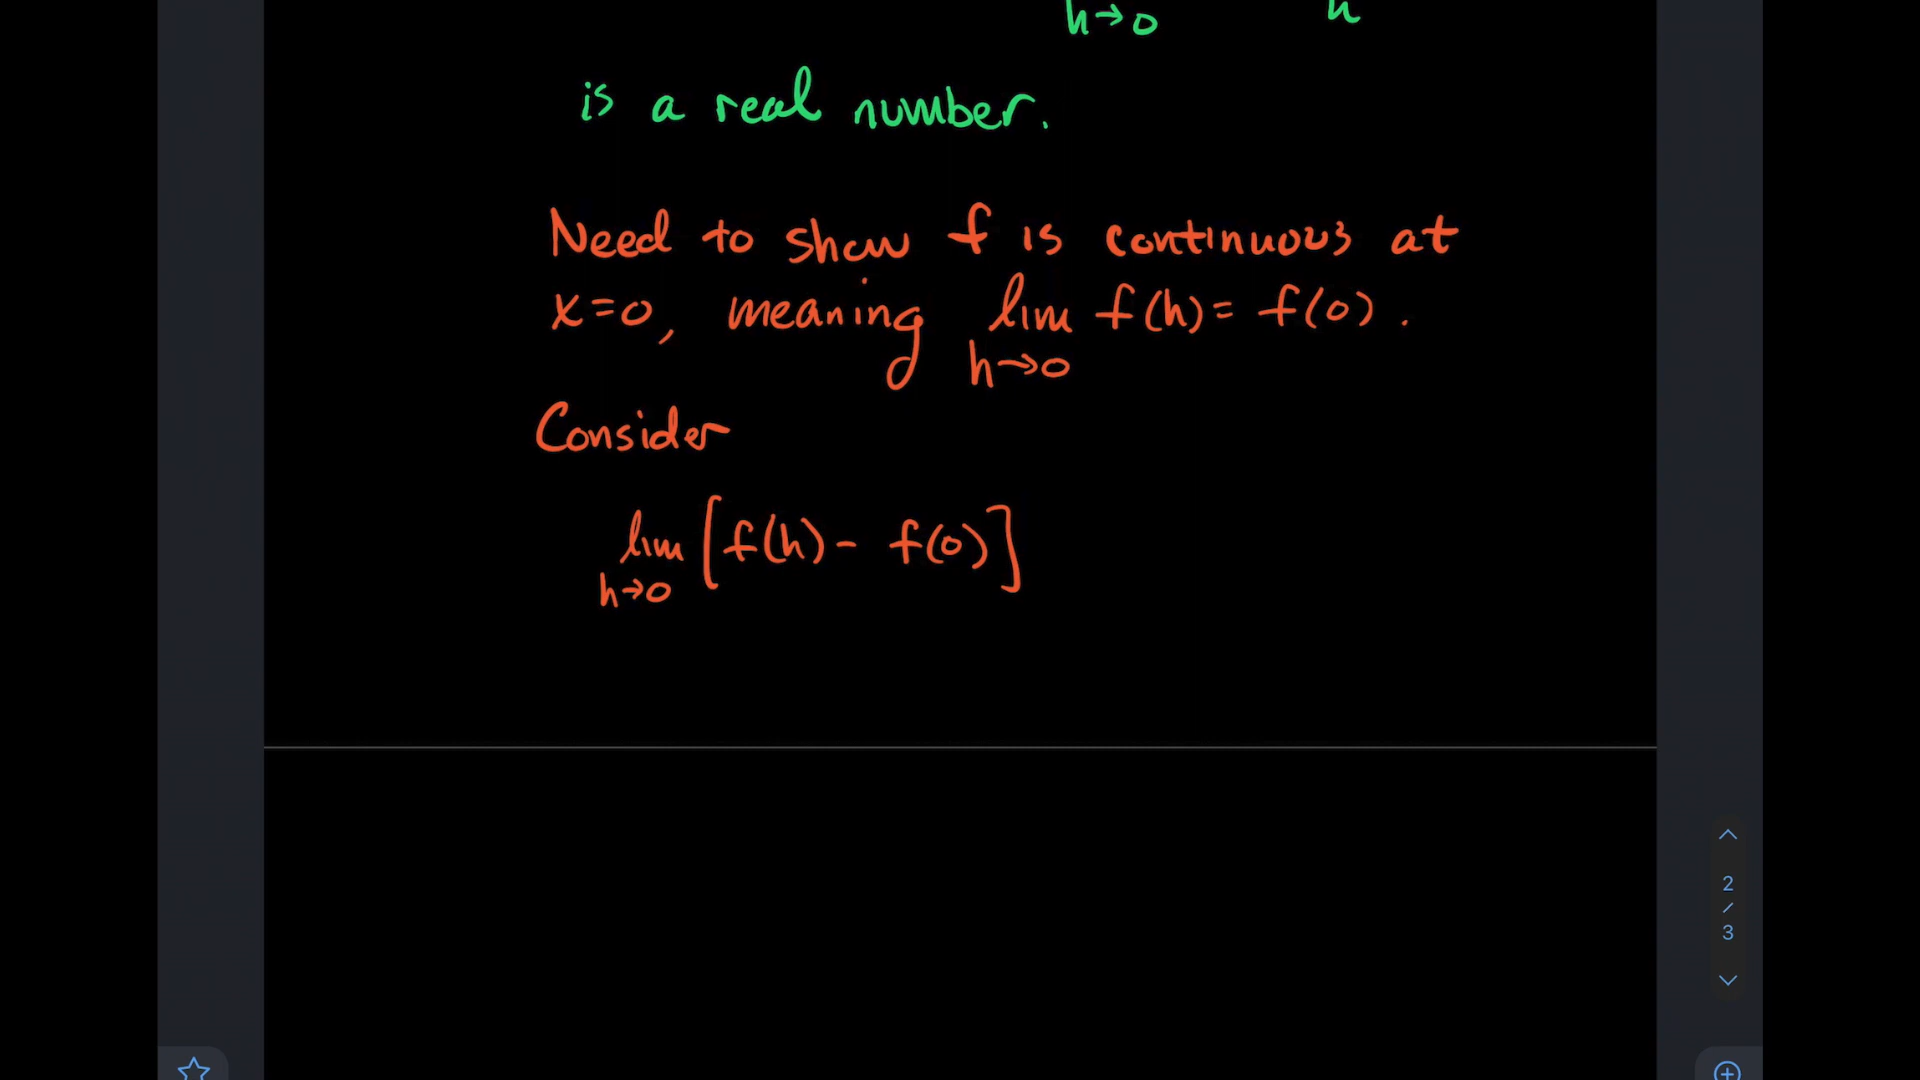 h→0 h
is a real number.
Need to show f is continuous at
x=0, meaning lim f(h) = f(0).
h→0
Consider
lim [f(h) - f(0)]
h→0
2
/
3